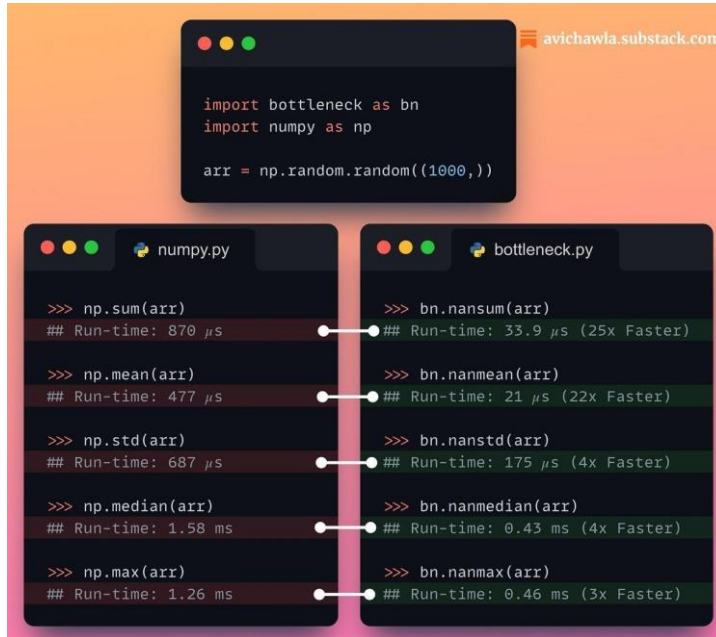 avichawla.substack.com
import bottleneck as bn
import numpy as np
arr = np.random.random((1000,))
numpy.py
>>> np.sum(arr)
## Run-time: 870 μs
>>> np.mean(arr)
## Run-time: 477 μs
>>> np.std(arr)
## Run-time: 687 μs
>>> np.median(arr)
## Run-time: 1.58 ms
>>> np.max(arr)
## Run-time: 1.26 ms
bottleneck.py
>>> bn.nansum(arr)
## Run-time: 33.9 μs (25x Faster)
>>> bn.nanmean(arr)
## Run-time: 21 μs (22x Faster)
>>> bn.nanstd(arr)
## Run-time: 175 μs (4x Faster)
>>> bn.nanmedian(arr)
## Run-time: 0.43 ms (4x Faster)
>>> bn.nanmax(arr)
## Run-time: 0.46 ms (3x Faster)